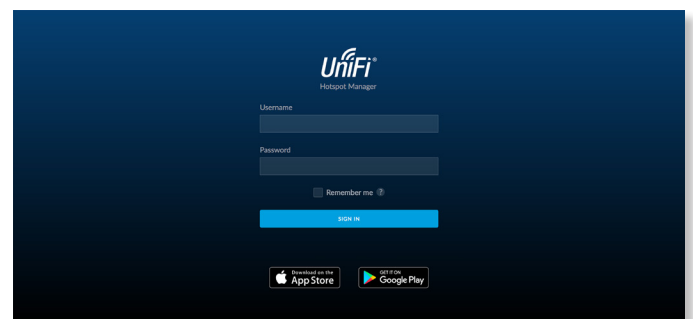 UniFi®
Hotspot Manager
Username
Password
Remember me ?
SIGN IN
Download on the
App Store
GET IT ON
Google Play